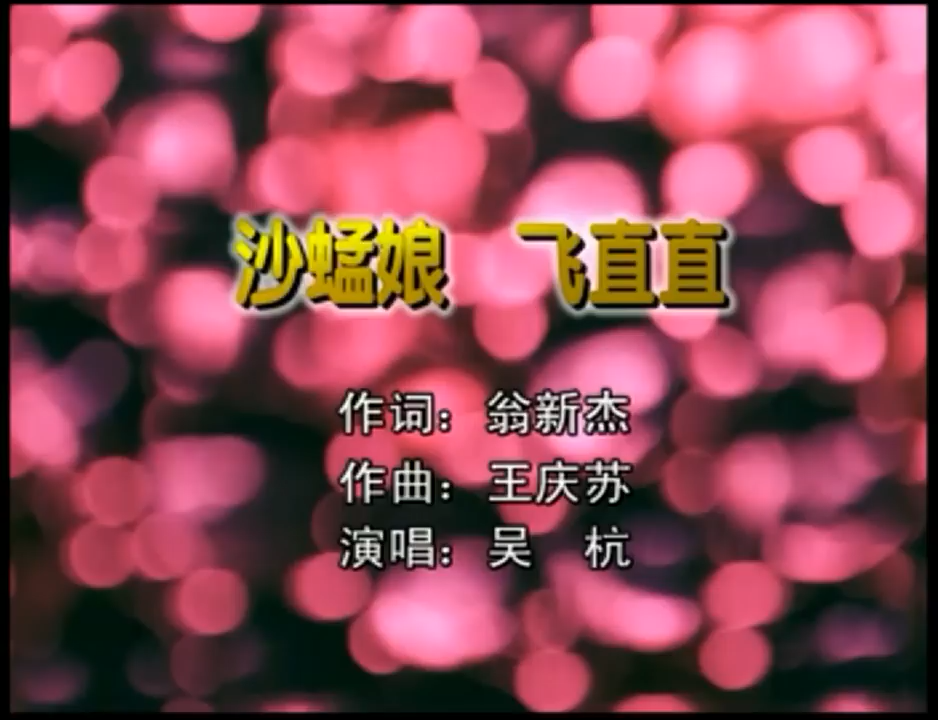 沙蜢娘　飞直直
作词：翁新杰
作曲：王庆苏
演唱：吴　杭